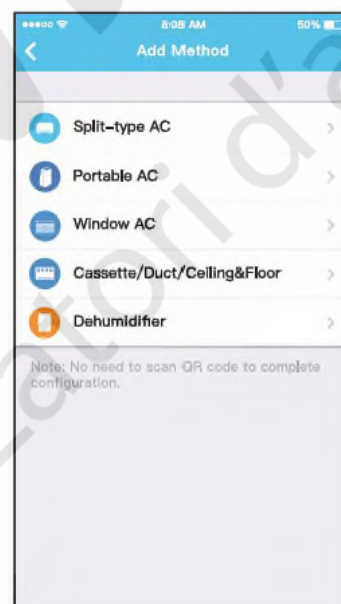 8:08 AM 50%
Add Method
Split-type AC
Portable AC
Window AC
Cassette/Duct/Ceiling&Floor
Dehumidifier
Note: No need to scan QR code to complete
configuration.